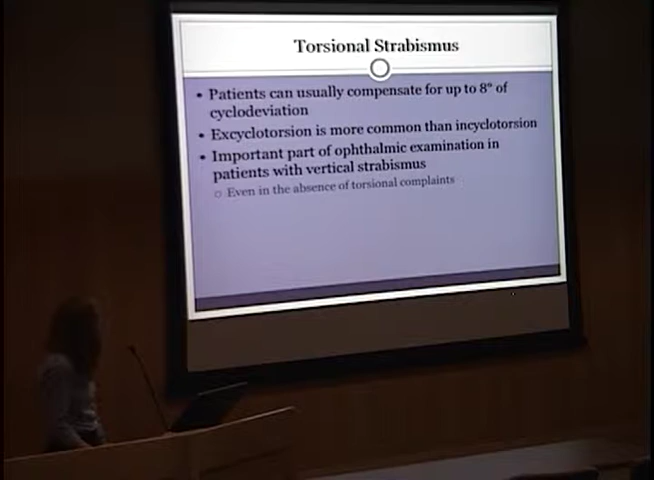 Torsional Strabismus
• Patients can usually compensate for up to 8° of
cyclodeviation
• Excyclotorsion is more common than incyclotorsion
• Important part of ophthalmic examination in
patients with vertical strabismus
○ Even in the absence of torsional complaints